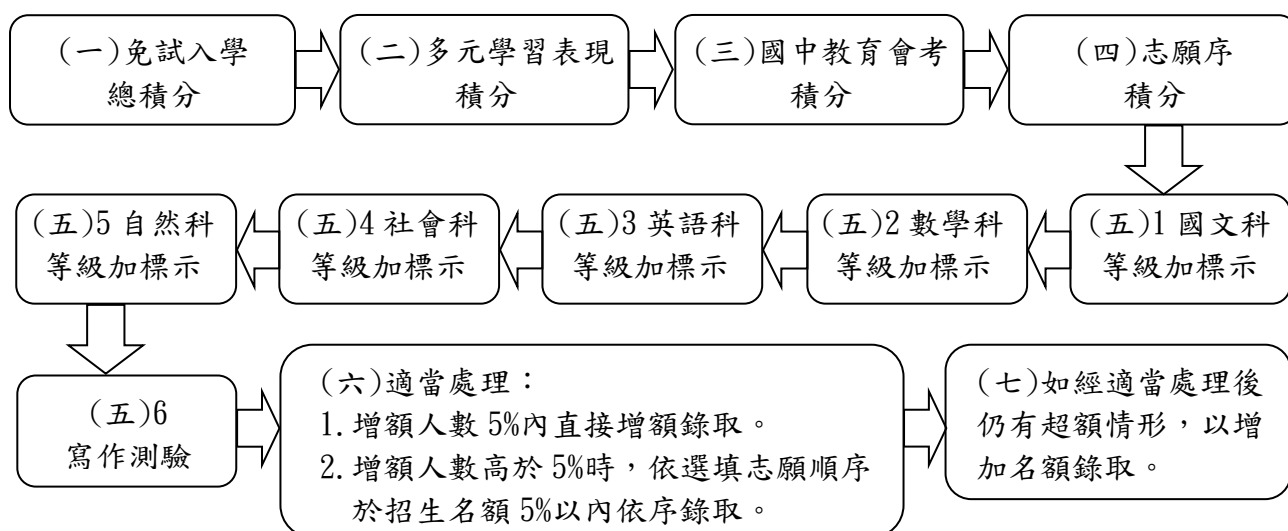 (一)免試入學
總積分
(二)多元學習表現
積分
(三)國中教育會考
積分
(四)志願序
積分
(五)1 國文科
等級加標示
(五)2 數學科
等級加標示
(五)3 英語科
等級加標示
(五)4 社會科
等級加標示
(五)5 自然科
等級加標示
(五)6
寫作測驗
(六)適當處理：
1. 增額人數 5%內直接增額錄取。
2. 增額人數高於 5%時，依選填志願順序
於招生名額 5%以內依序錄取。
(七)如經適當處理後
仍有超額情形，以增
加名額錄取。